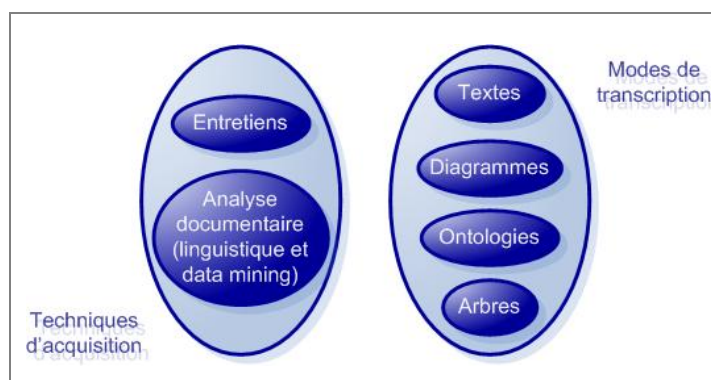 Entretiens
Analyse
documentaire
(linguistique et
data mining)
Techniques
d'acquisition
Textes
Diagrammes
Ontologies
Arbres
Modes de
transcription